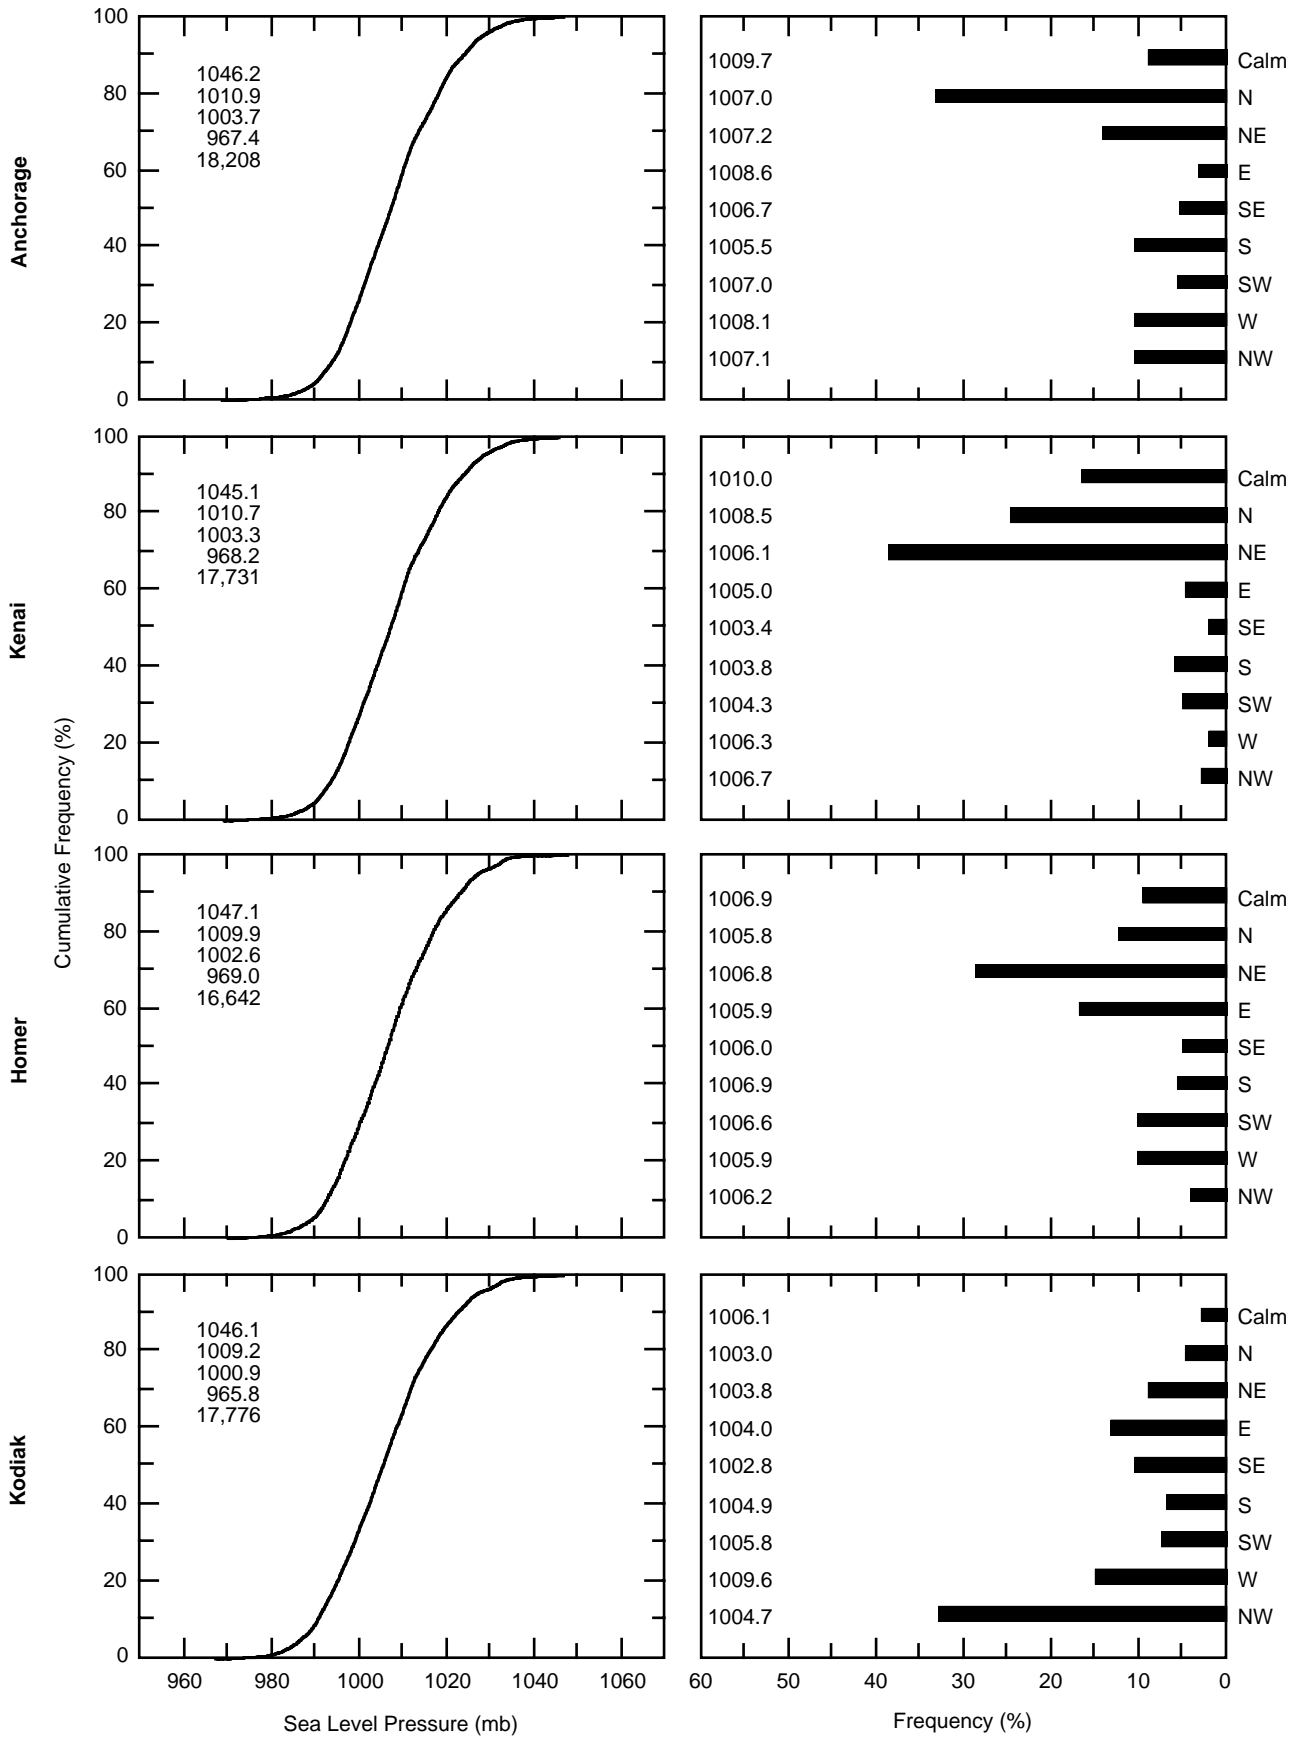 Anchorage
100
80
60
40
20
0
1046.2
1010.9
1003.7
967.4
18,208
1009.7 Calm
1007.0 N
1007.2 NE
1008.6 E
1006.7 SE
1005.5 S
1007.0 SW
1008.1 W
1007.1 NW
Kenai
100
80
60
40
20
0
1045.1
1010.7
1003.3
968.2
17,731
1010.0 Calm
1008.5 N
1006.1 NE
1005.0 E
1003.4 SE
1003.8 S
1004.3 SW
1006.3 W
1006.7 NW
Cumulative Frequency (%)
Homer
100
80
60
40
20
0
1047.1
1009.9
1002.6
969.0
16,642
1006.9 Calm
1005.8 N
1006.8 NE
1005.9 E
1006.0 SE
1006.9 S
1006.6 SW
1005.9 W
1006.2 NW
Kodiak
100
80
60
40
20
0
1046.1
1009.2
1000.9
965.8
17,776
1006.1 Calm
1003.0 N
1003.8 NE
1004.0 E
1002.8 SE
1004.9 S
1005.8 SW
1009.6 W
1004.7 NW
960 980 1000 1020 1040 1060
Sea Level Pressure (mb)
60 50 40 30 20 10 0
Frequency (%)